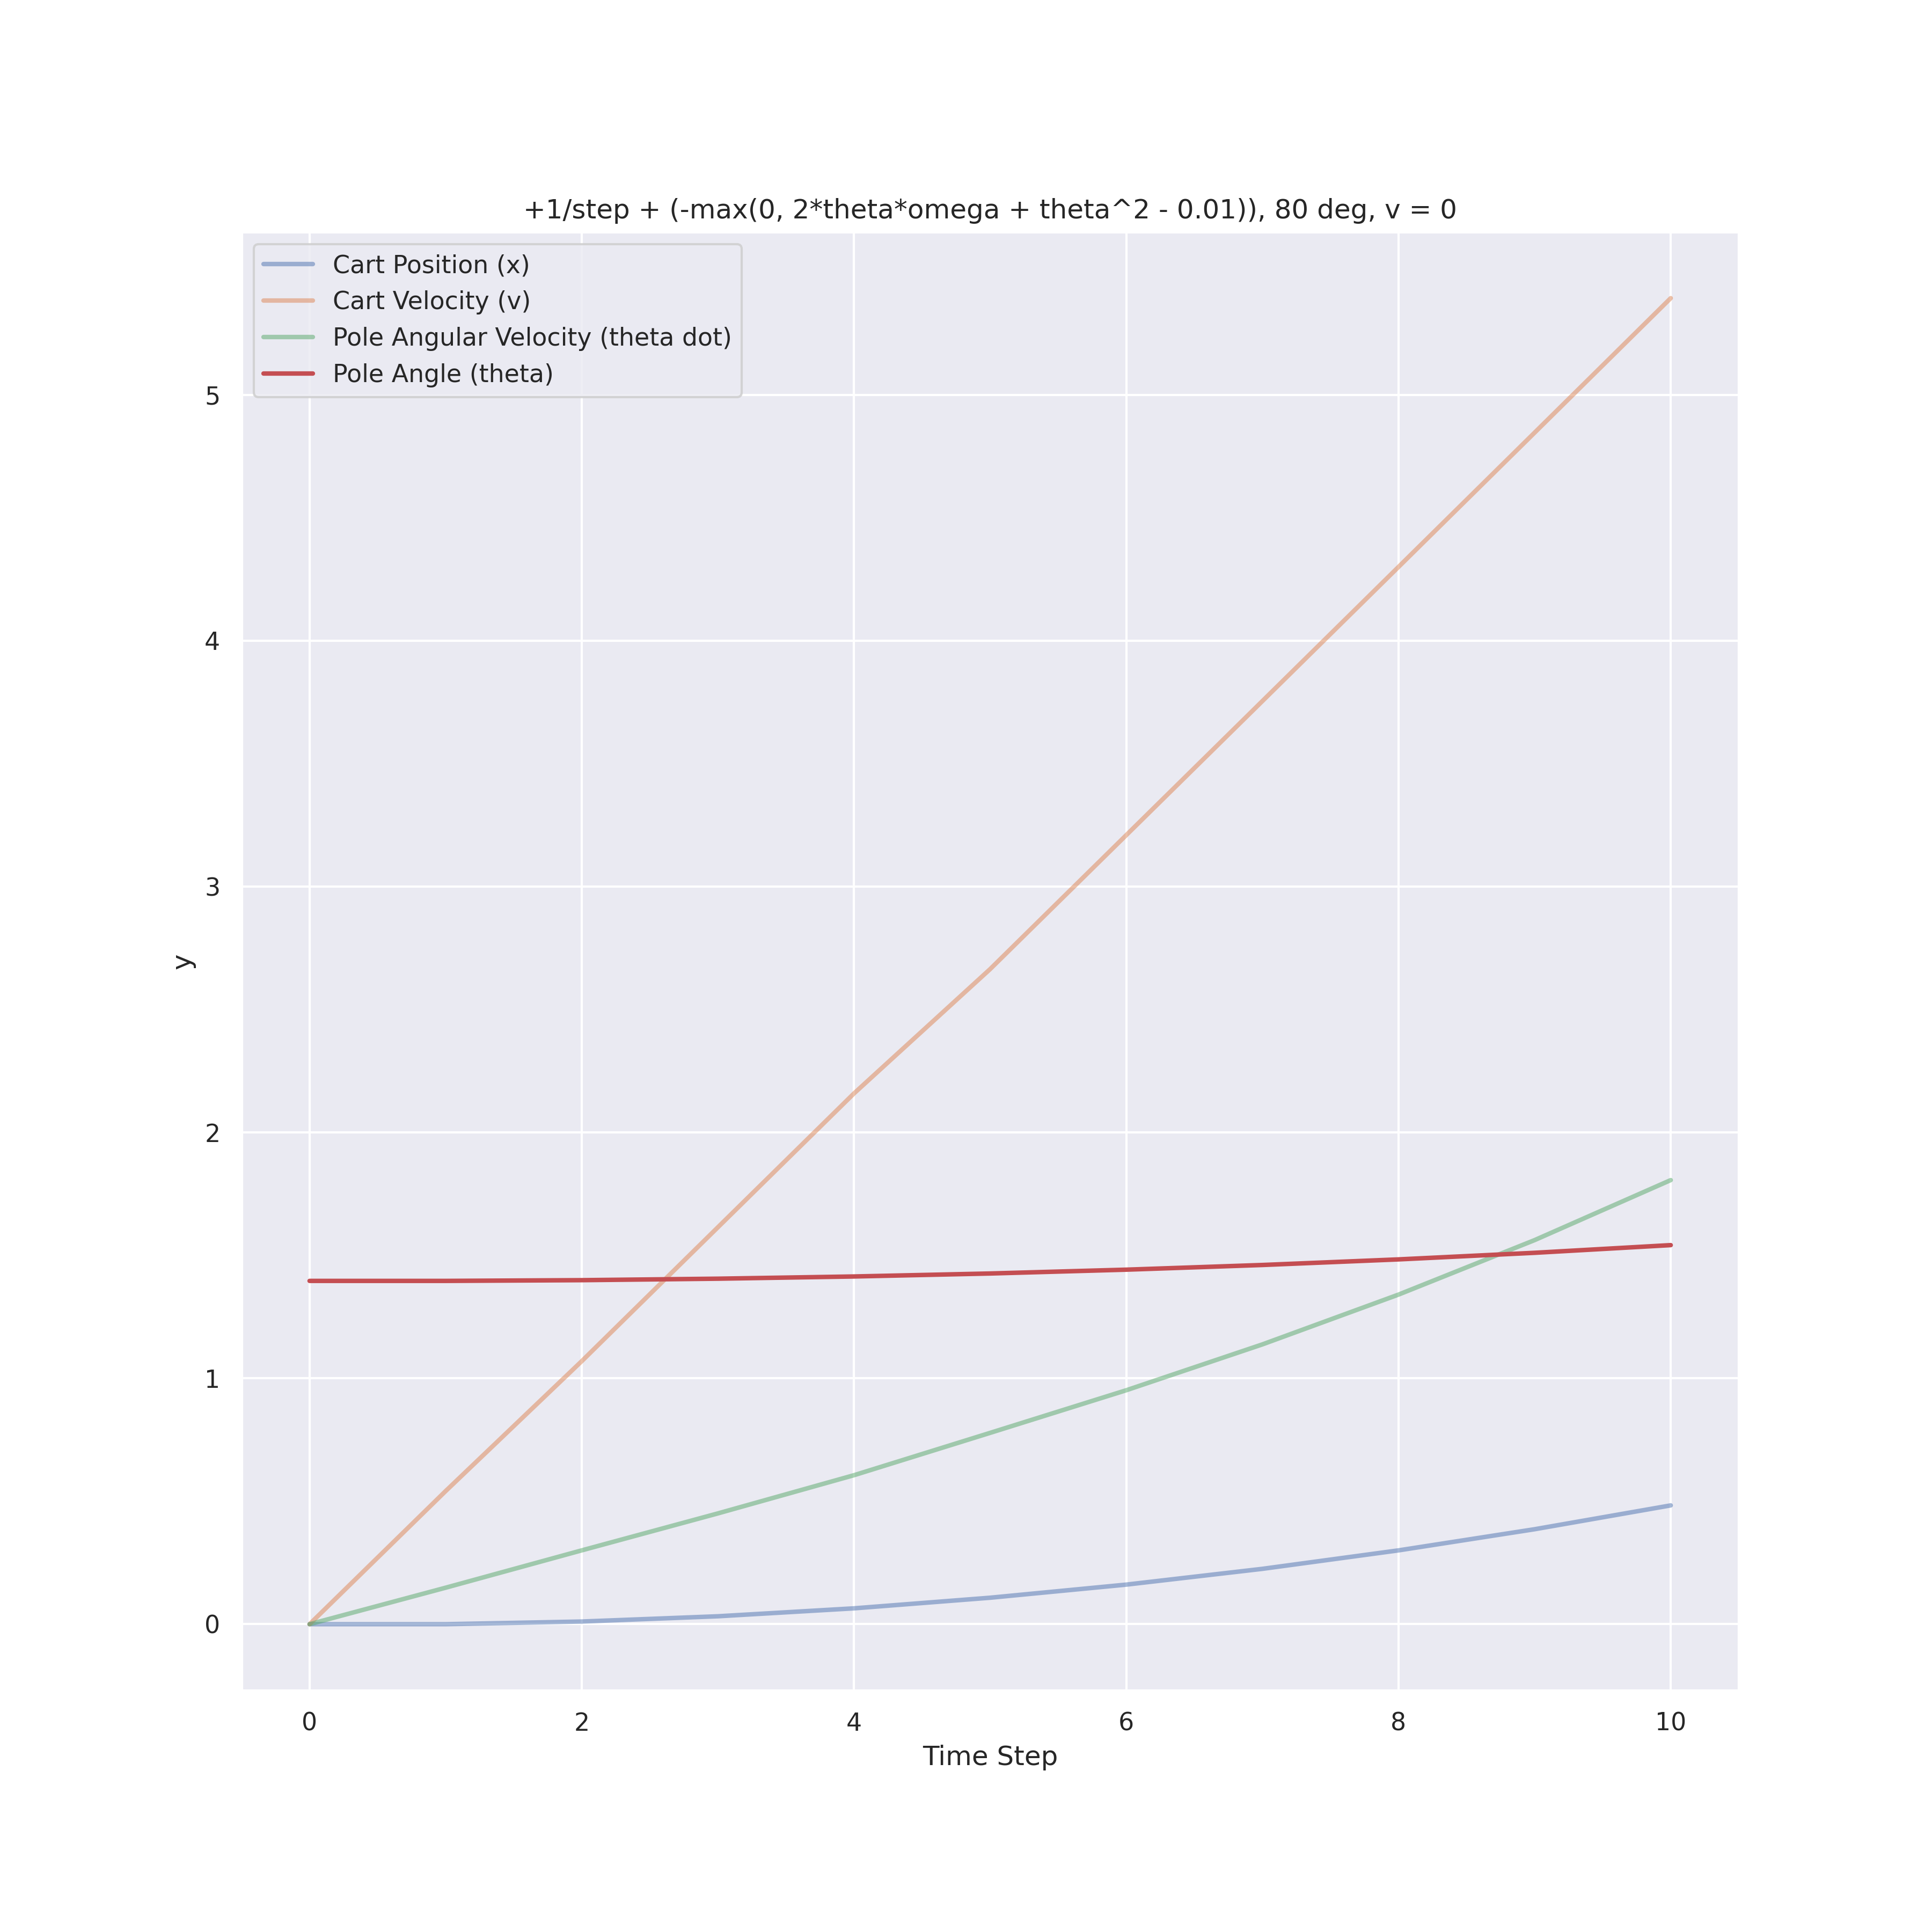 +1/step + (-max(0, 2*theta*omega + theta^2 - 0.01)), 80 deg, v = 0
Cart Position (x)
Cart Velocity (v)
Pole Angular Velocity (theta dot)
Pole Angle (theta)
5
4
3
2
1
0
y
0 2 4 6 8 10
Time Step